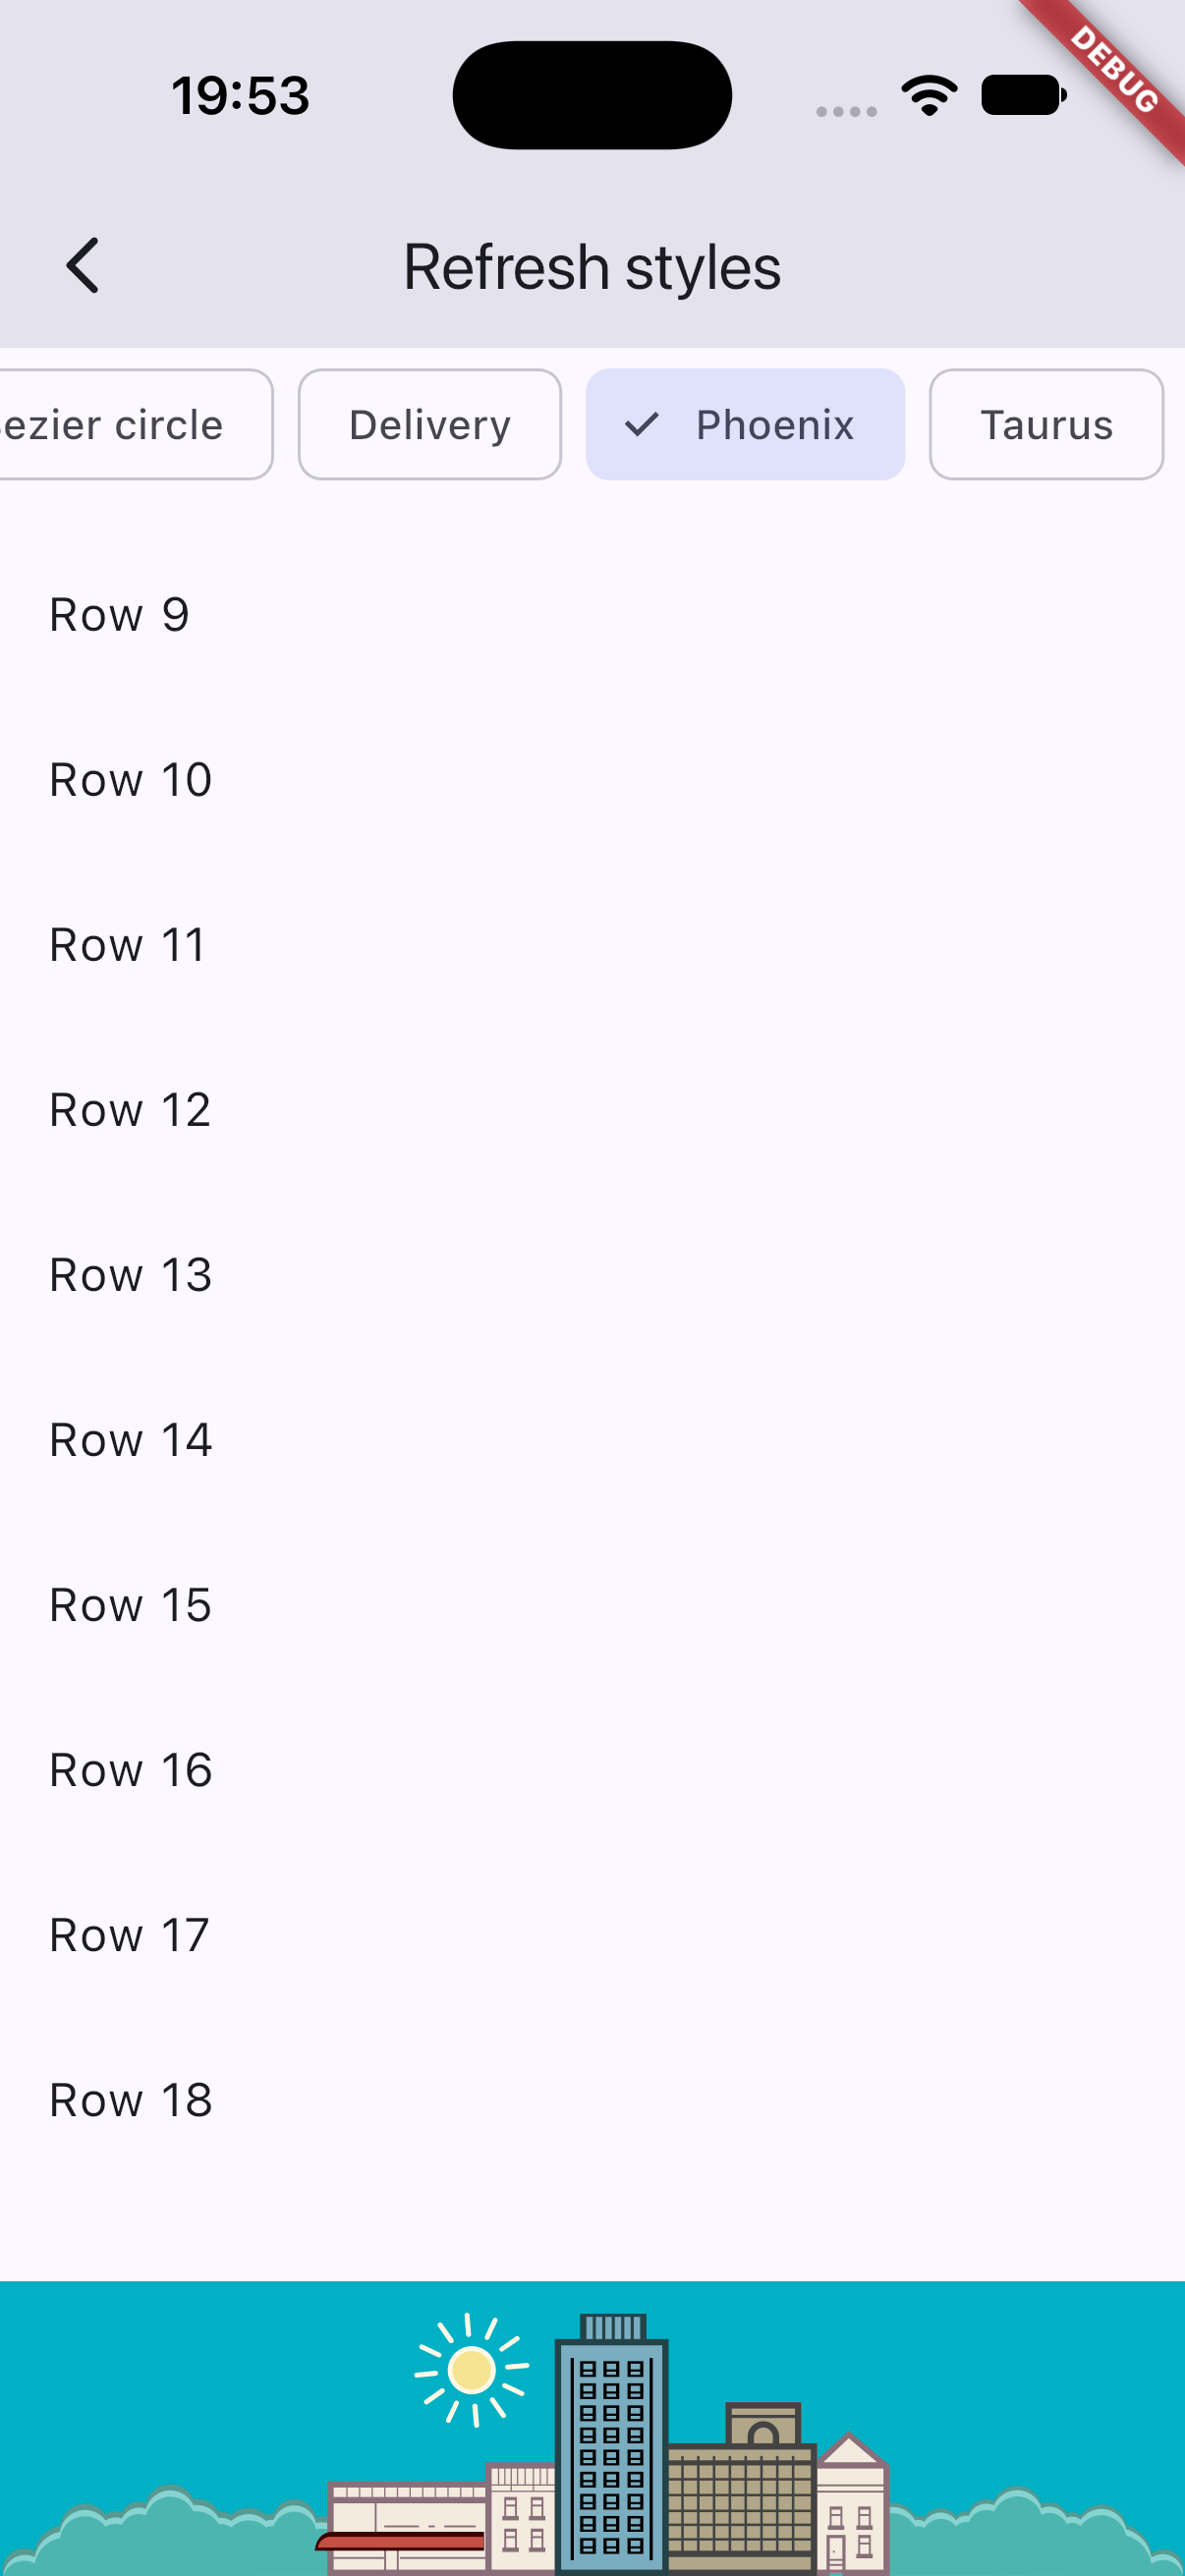 19:53
DEBUG
Refresh styles
ezier circle
Delivery
Phoenix
Taurus
Row 9
Row 10
Row 11
Row 12
Row 13
Row 14
Row 15
Row 16
Row 17
Row 18